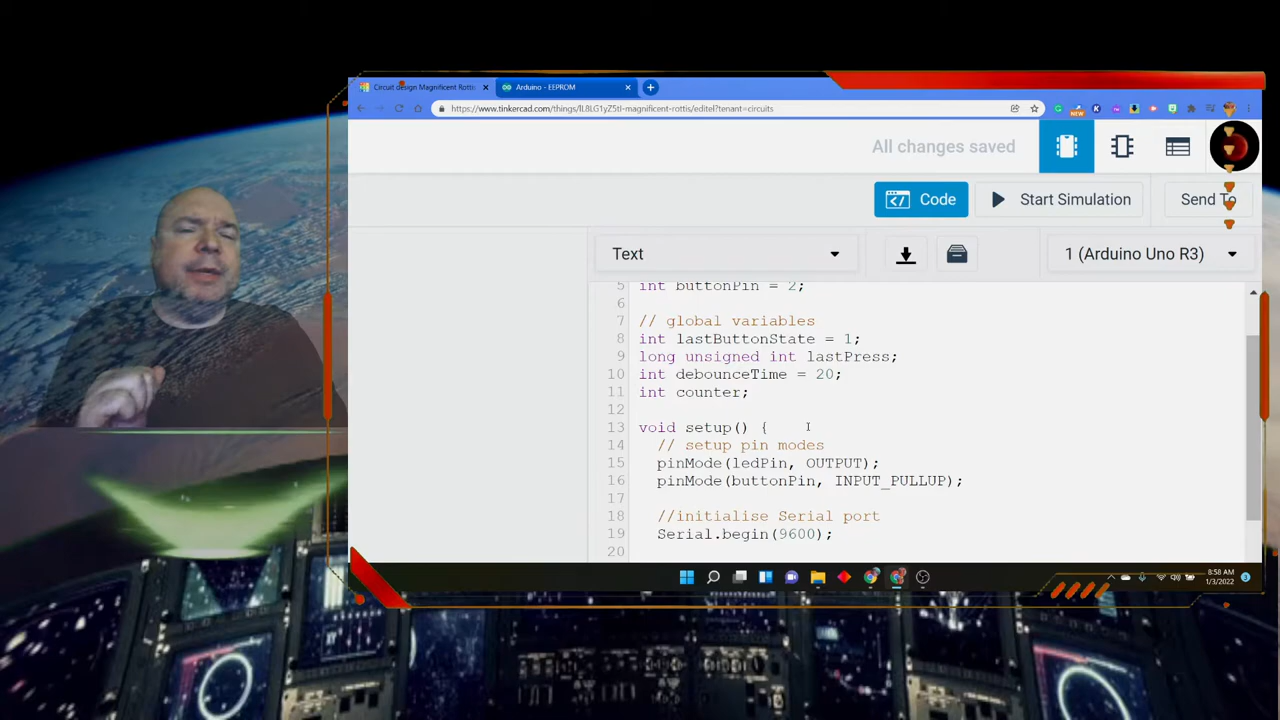 Circuit design Magnificent Rottis
Arduino - EEPROM
https://www.tinkercad.com/things/
-magnificent-rottis/editel?tenant=circuits
NEW
All changes saved
Code
Start Simulation
Send To
Text
1 (Arduino Uno R3)
5 int buttonPin = 2;
6
7 // global variables
8 int lastButtonState = 1;
9 long unsigned int lastPress;
10 int debounceTime = 20;
11 int counter;
12
13 void setup() {
14 // setup pin modes
15 pinMode(ledPin, OUTPUT);
16 pinMode(buttonPin, INPUT_PULLUP);
17
18 //initialise Serial port
19 Serial.begin(9600);
20
8:58 AM
1/3/2022
3